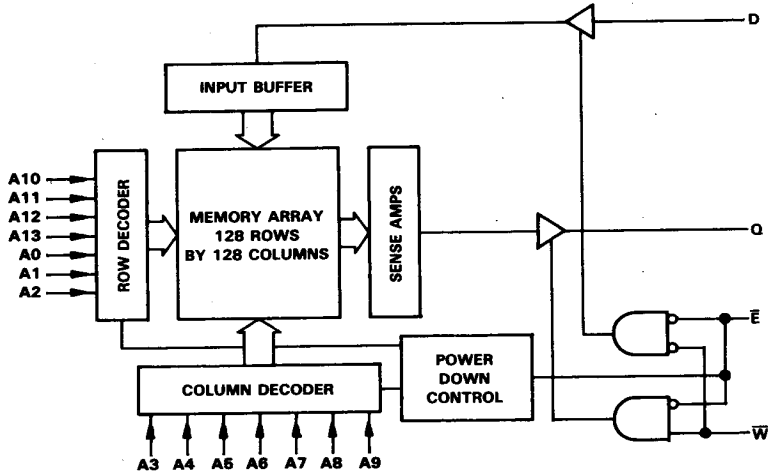 D
INPUT BUFFER
A10
A11
A12
A13
A0
A1
A2
ROW DECODER
MEMORY ARRAY
128 ROWS
BY 128 COLUMNS
SENSE AMPS
Q
E̅
POWER
DOWN
CONTROL
COLUMN DECODER
W̅
A3 A4 A5 A6 A7 A8 A9